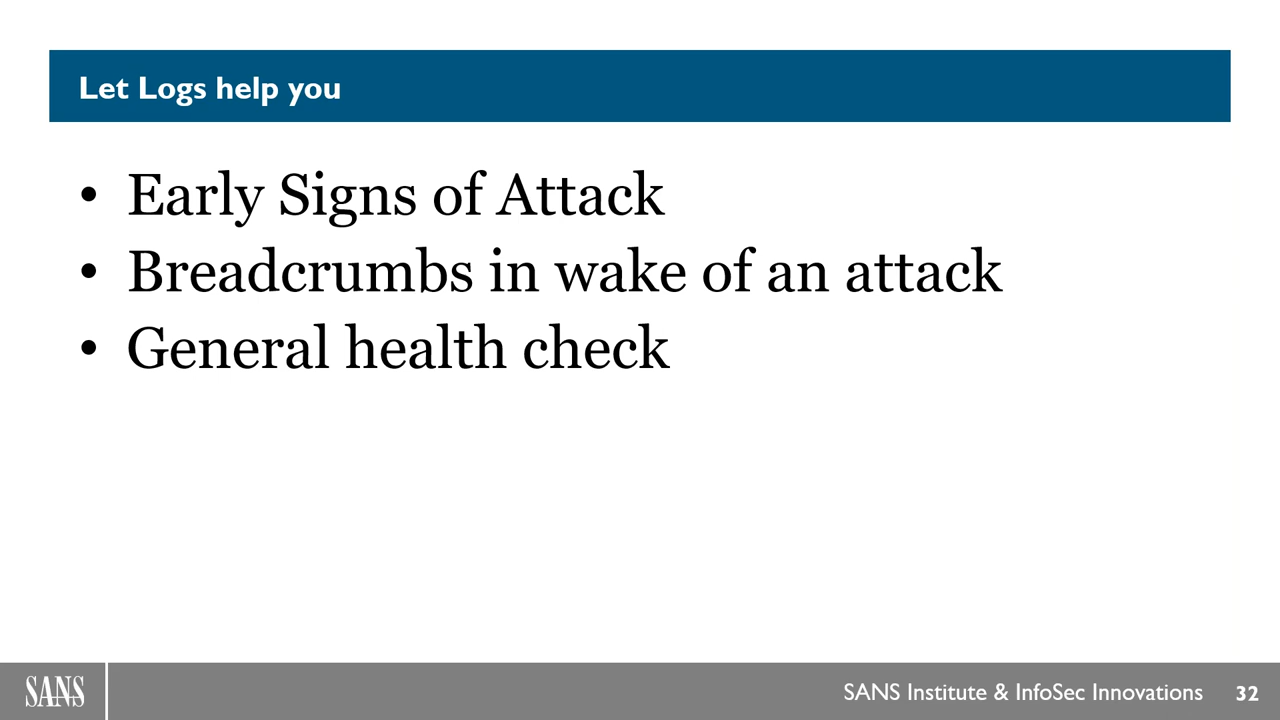 Let Logs help you
• Early Signs of Attack
• Breadcrumbs in wake of an attack
• General health check
SANS
SANS Institute & InfoSec Innovations
32